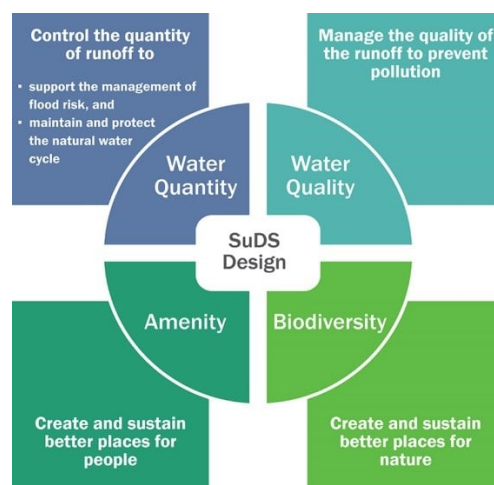 Control the quantity
of runoff to
• support the management of
flood risk, and
• maintain and protect
the natural water
cycle
Manage the quality of
the runoff to prevent
pollution
Water
Quantity
Water
Quality
SuDS
Design
Amenity
Biodiversity
Create and sustain
better places for
people
Create and sustain
better places for
nature